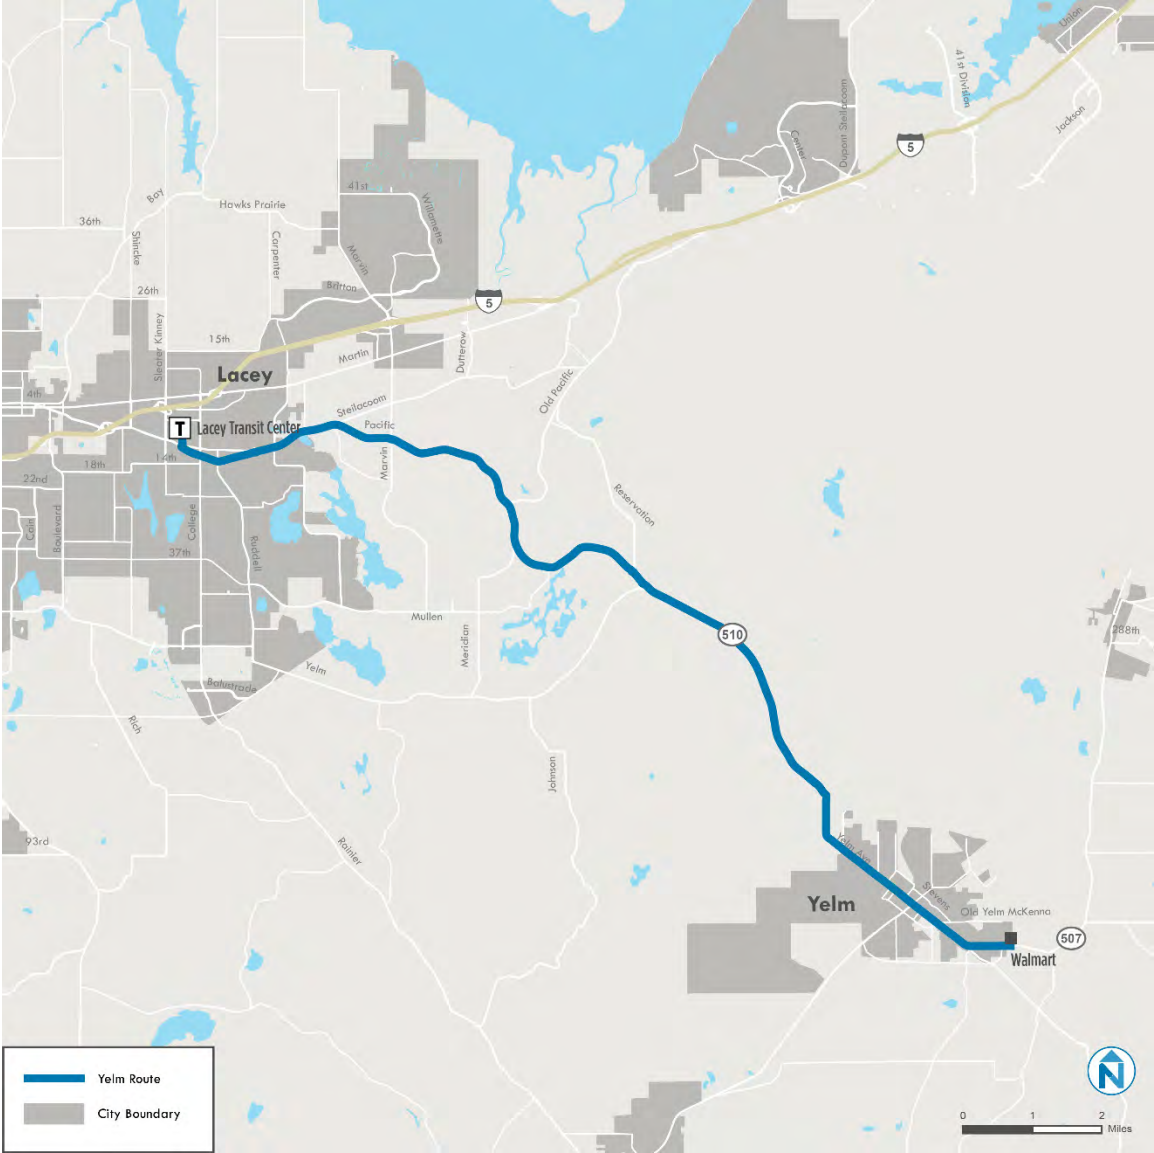 Union
41st Division
Jackson
Center
Dupont Steilacoom
5
41st
Willamette
Bay
Hawks Prairie
36th
Shincke
Carpenter
Marvin
Britton
26th
5
Sleater Kinney
15th
Martin
Dutterow
Lacey
4th
Old Pacific
Steilacoom
Pacific
T Lacey Transit Center
14th
18th
22nd
Marvin
Reservation
Cain
Boulevard
College
Ruddell
37th
Mullen
Meridian
510
288th
Yelm
Balustrade
Rich
Johnson
93rd
Rainier
Yelm Ave
Yelm
Stevens
Old Yelm McKenna
507
Walmart
Yelm Route
City Boundary
N
0 1 2
Miles